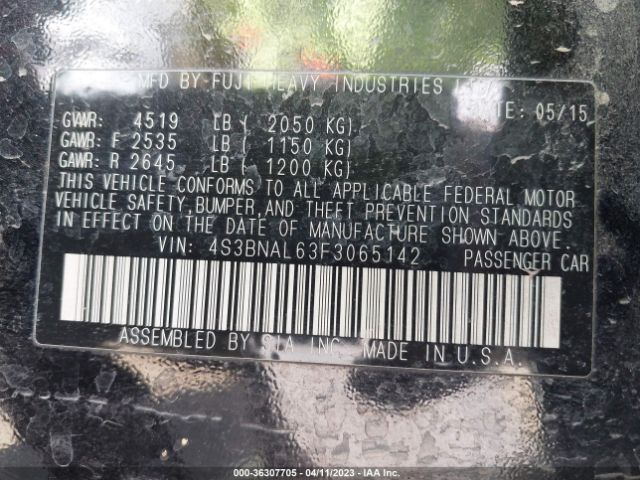 MFD BY FUJI HEAVY INDUSTRIES
GVWR: 4519 LB ( 2050 KG) 05/15
GAWR: F 2535 LB ( 1150 KG)
GAWR: R 2645 LB ( 1200 KG)
THIS VEHICLE CONFORMS TO ALL APPLICABLE FEDERAL MOTOR
VEHICLE SAFETY, BUMPER, AND THEFT PREVENTION STANDARDS
IN EFFECT ON THE DATE OF MANUFACTURE SHOWN ABOVE.
VIN: 4S3BNAL63F3065142 PASSENGER CAR
ASSEMBLED BY SIA INC. MADE IN U.S.A.
000-36307705 - 04/11/2023 - IAA Inc.